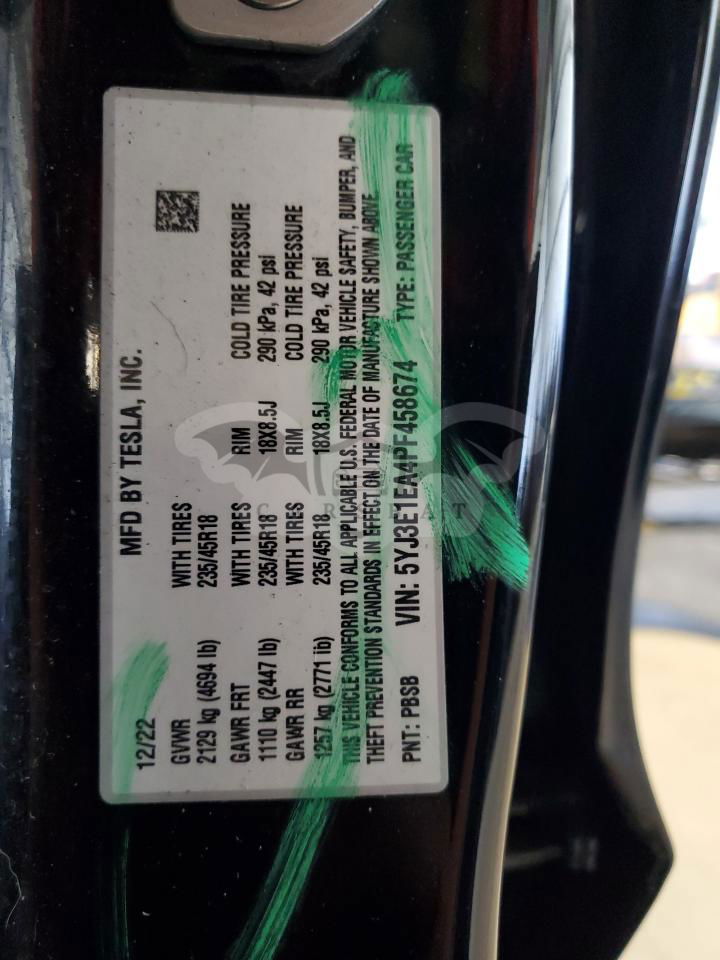 MFD BY TESLA, INC.
12/22
GVWR WITH TIRES
2129 kg (4694 lb) 235/45R18
GAWR FRT WITH TIRES RIM COLD TIRE PRESSURE
1110 kg (2447 lb) 235/45R18 18X8.5J 290 kPa, 42 psi
GAWR RR WITH TIRES RIM COLD TIRE PRESSURE
1257 kg (2771 lb) 235/45R18 18X8.5J 290 kPa, 42 psi
THIS VEHICLE CONFORMS TO ALL APPLICABLE U.S. FEDERAL MOTOR VEHICLE SAFETY, BUMPER, AND
THEFT PREVENTION STANDARDS IN EFFECT ON THE DATE OF MANUFACTURE SHOWN ABOVE
PNT: PBSB VIN: 5YJ3E1EA4PF458674 TYPE: PASSENGER CAR